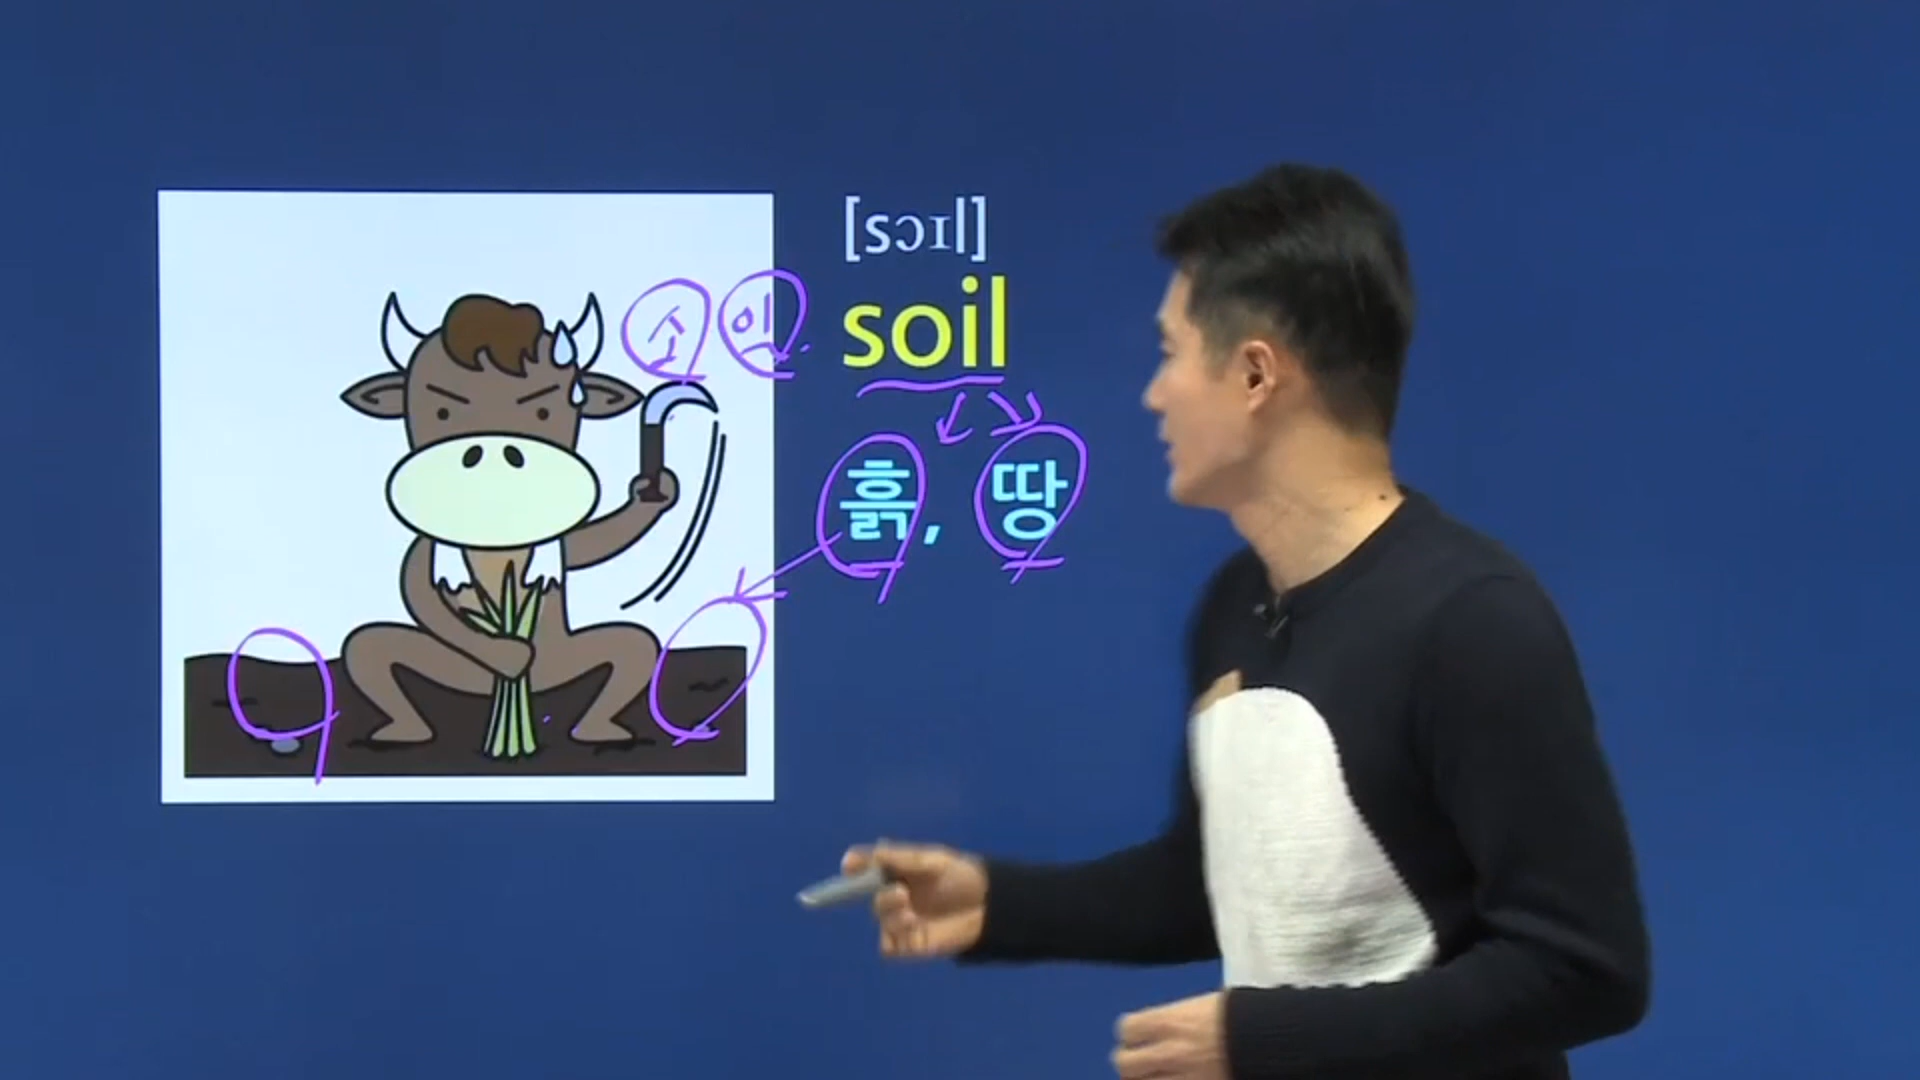 [sɔɪl]
소 일
soil
흙, 땅